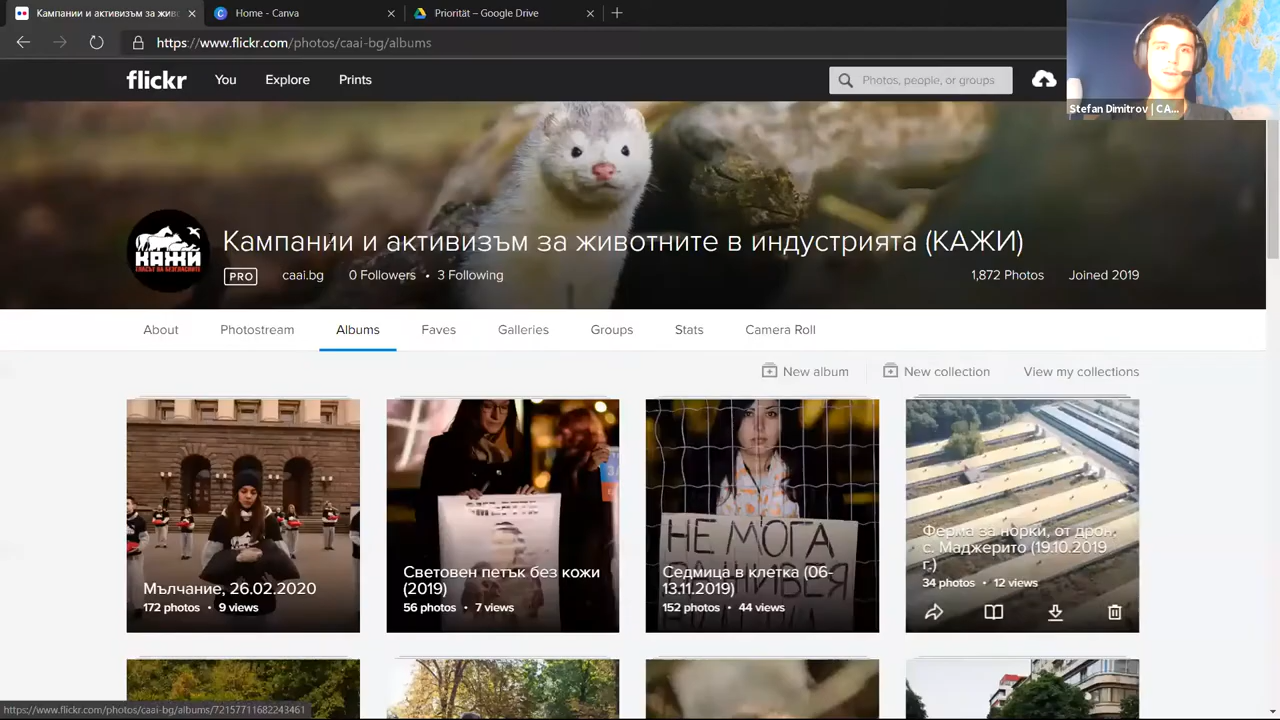 Кампании и активизъм за жив
Home - Canva
Priorität – Google Drive
https://www.flickr.com/photos/caai-bg/albums
flickr
You
Explore
Prints
Photos, people, or groups
Stefan Dimitrov | CA...
КАЖИ
ГЛАСЪТ НА БЕЗГЛАСНИТЕ
Кампании и активизъм за животните в индустрията (КАЖИ)
PRO
caai.bg
0 Followers • 3 Following
1,872 Photos
Joined 2019
About
Photostream
Albums
Faves
Galleries
Groups
Stats
Camera Roll
New album
New collection
View my collections
Мълчание, 26.02.2020
172 photos • 9 views
Световен петък без кожи
(2019)
56 photos • 7 views
НЕ МОГА
Седмица в клетка (06-
13.11.2019)
152 photos • 44 views
Ферма за норки, от дрон,
с. Маджерито (19.10.2019
г.)
34 photos • 12 views
https://www.flickr.com/photos/caai-bg/albums/72157711682243461